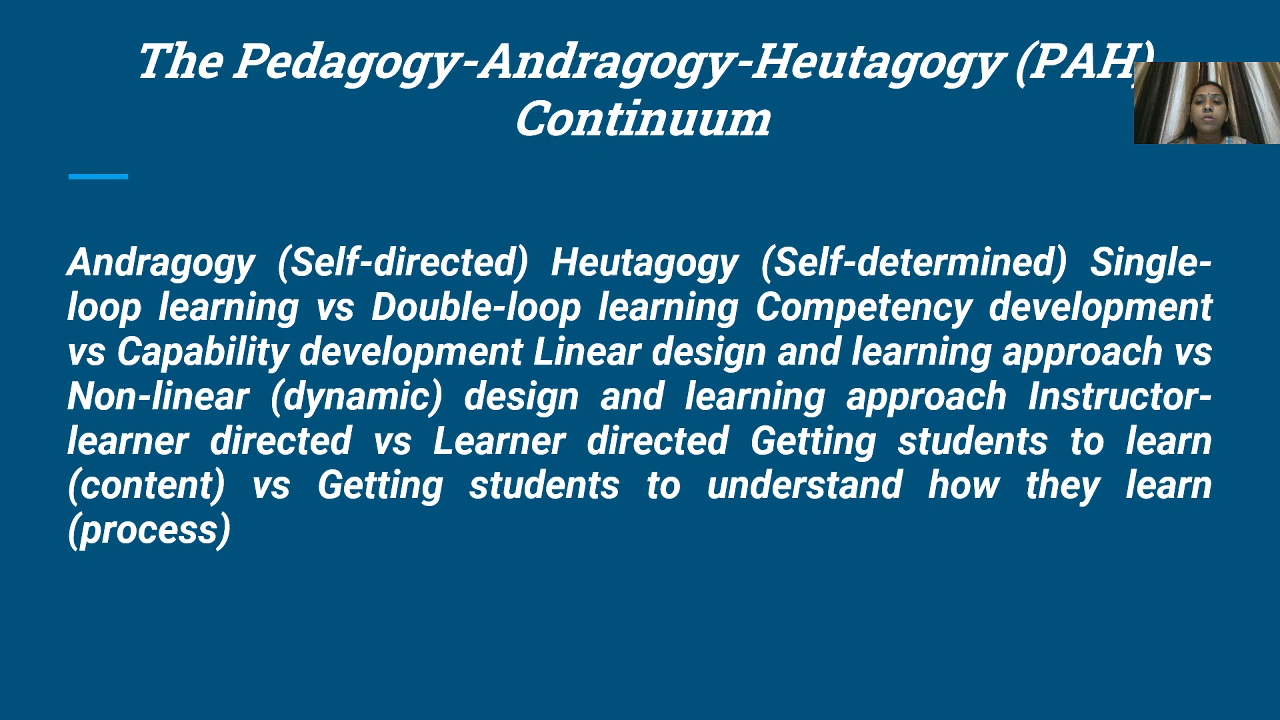 The Pedagogy-Andragogy-Heutagogy (PAH)
Continuum
Andragogy (Self-directed) Heutagogy (Self-determined) Single-
loop learning vs Double-loop learning Competency development
vs Capability development Linear design and learning approach vs
Non-linear (dynamic) design and learning approach Instructor-
learner directed vs Learner directed Getting students to learn
(content) vs Getting students to understand how they learn
(process)